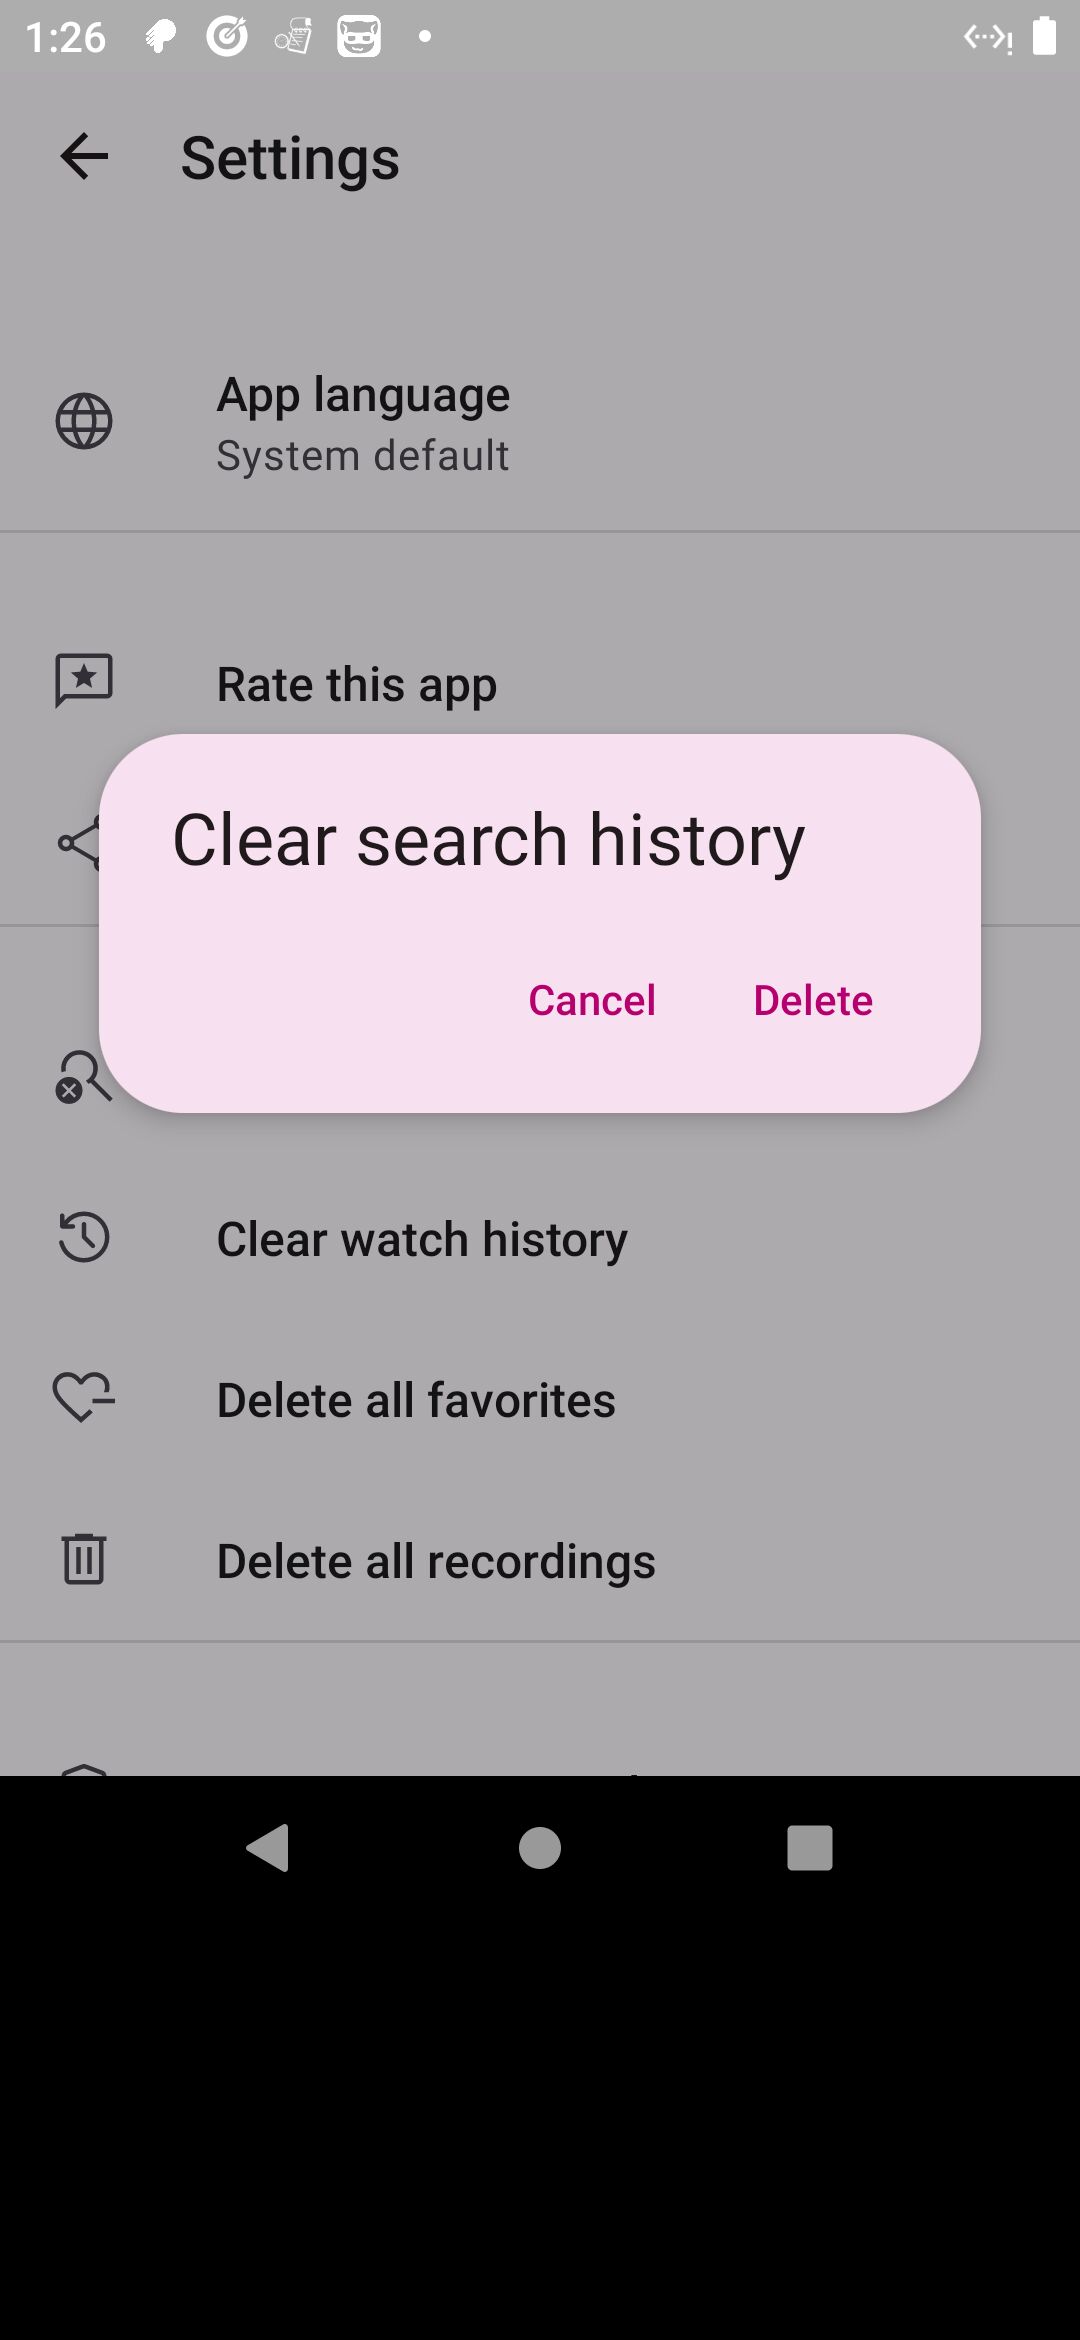 1:26
Settings
App language
System default
Rate this app
Clear search history
Cancel Delete
Clear watch history
Delete all favorites
Delete all recordings